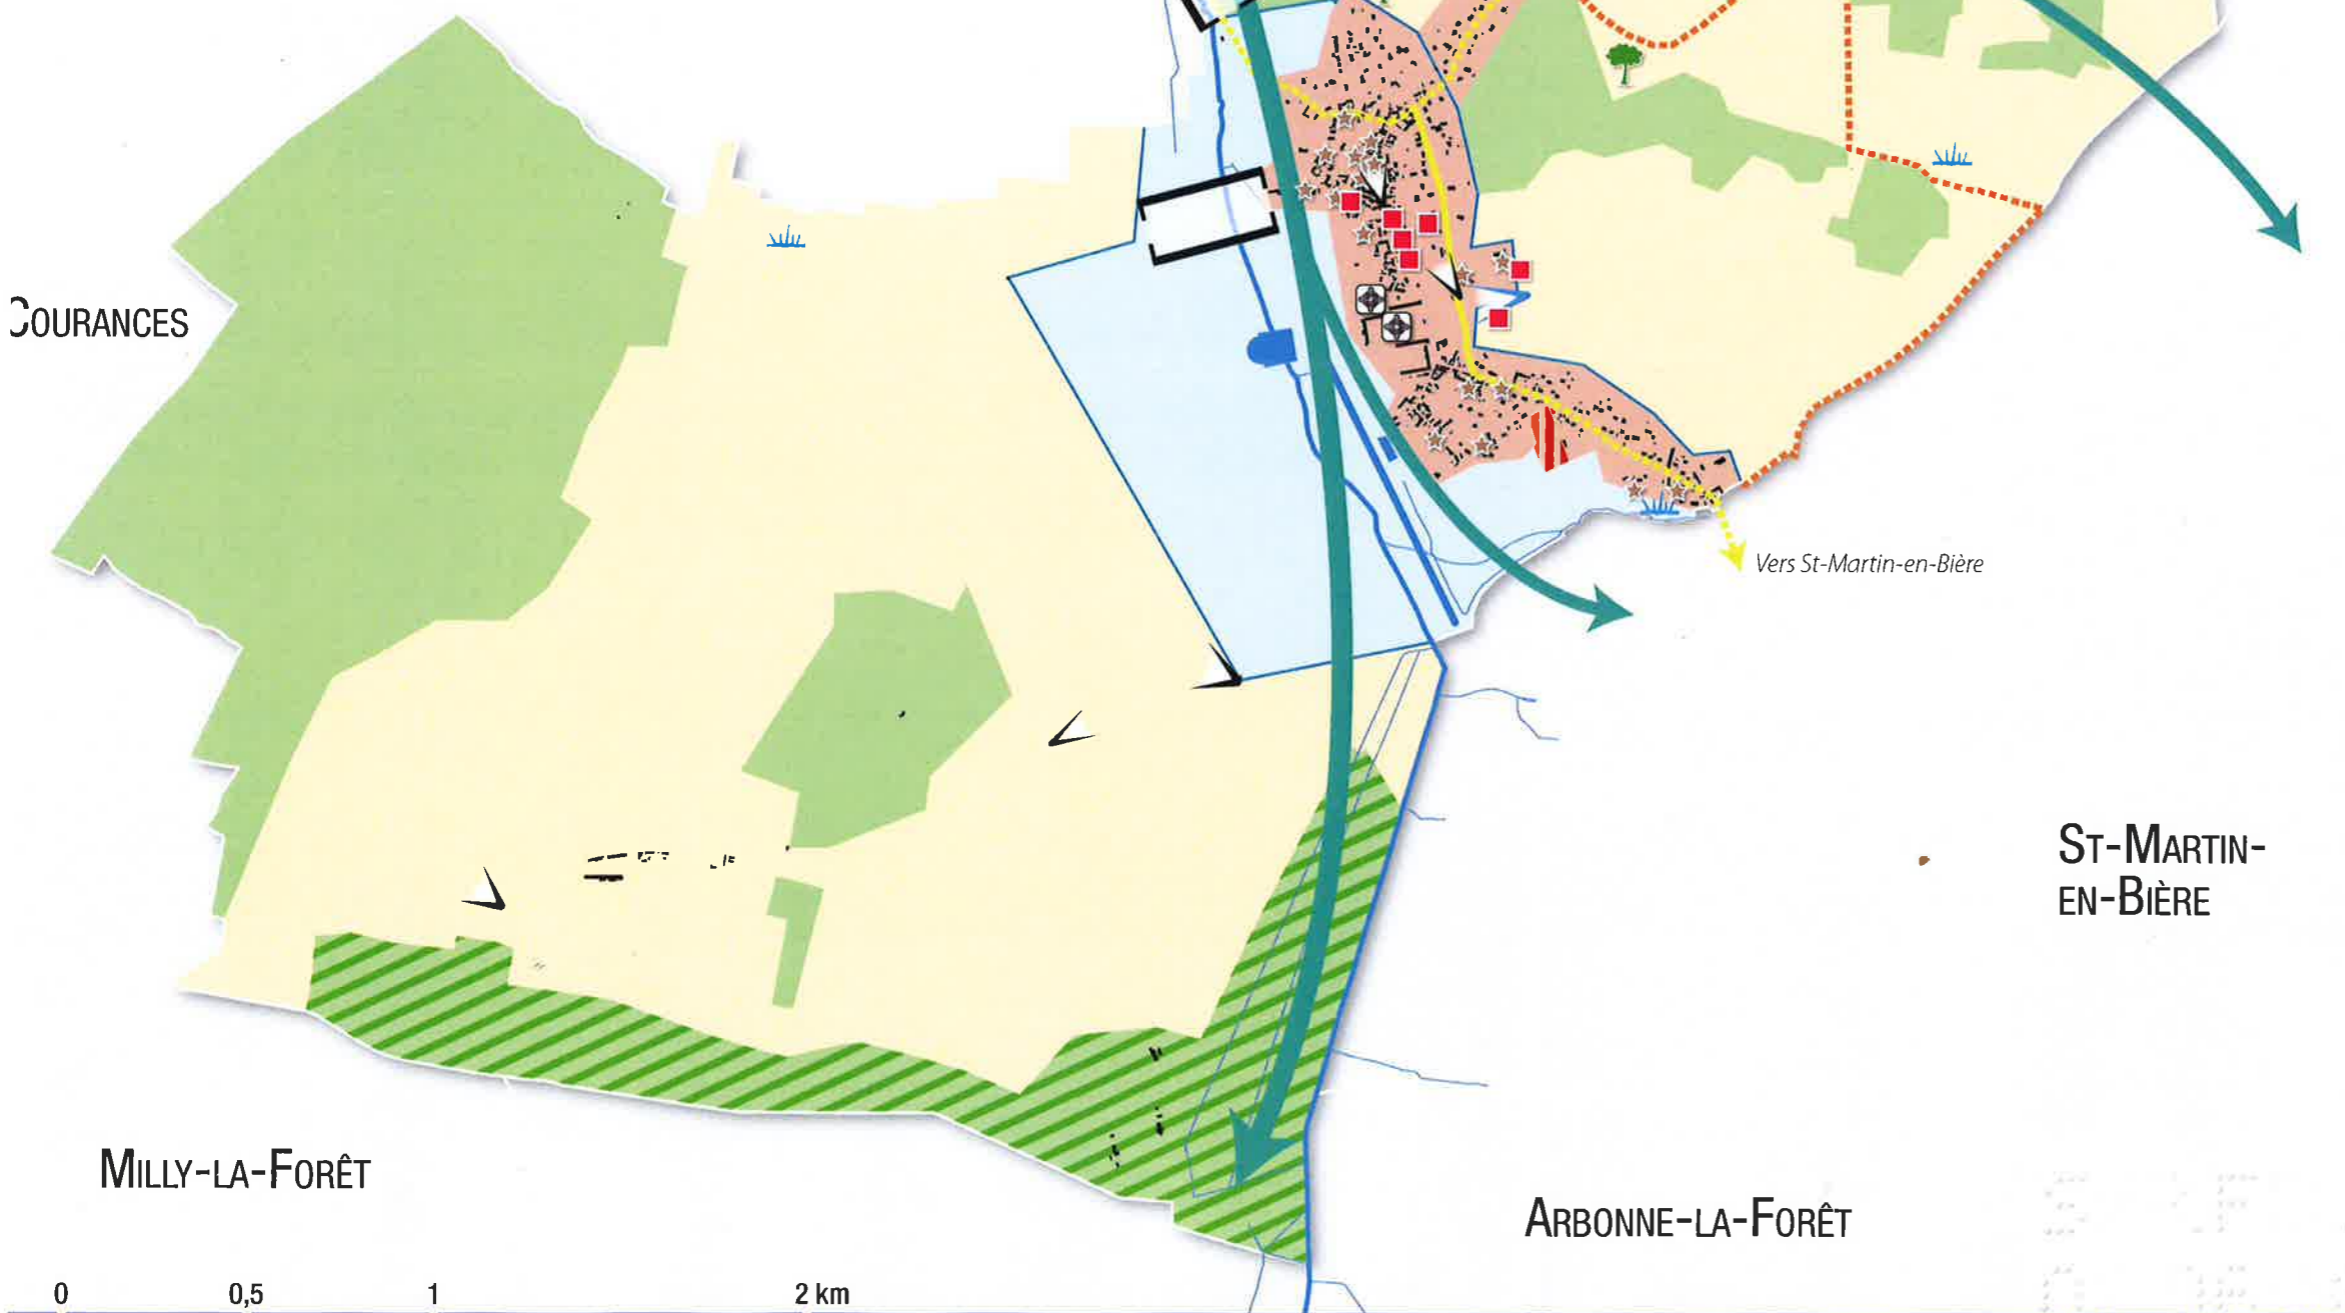 COURANCES
Vers St-Martin-en-Bière
ST-MARTIN-
EN-BIÈRE
MILLY-LA-FORÊT
ARBONNE-LA-FORÊT
0 0,5 1 2 km